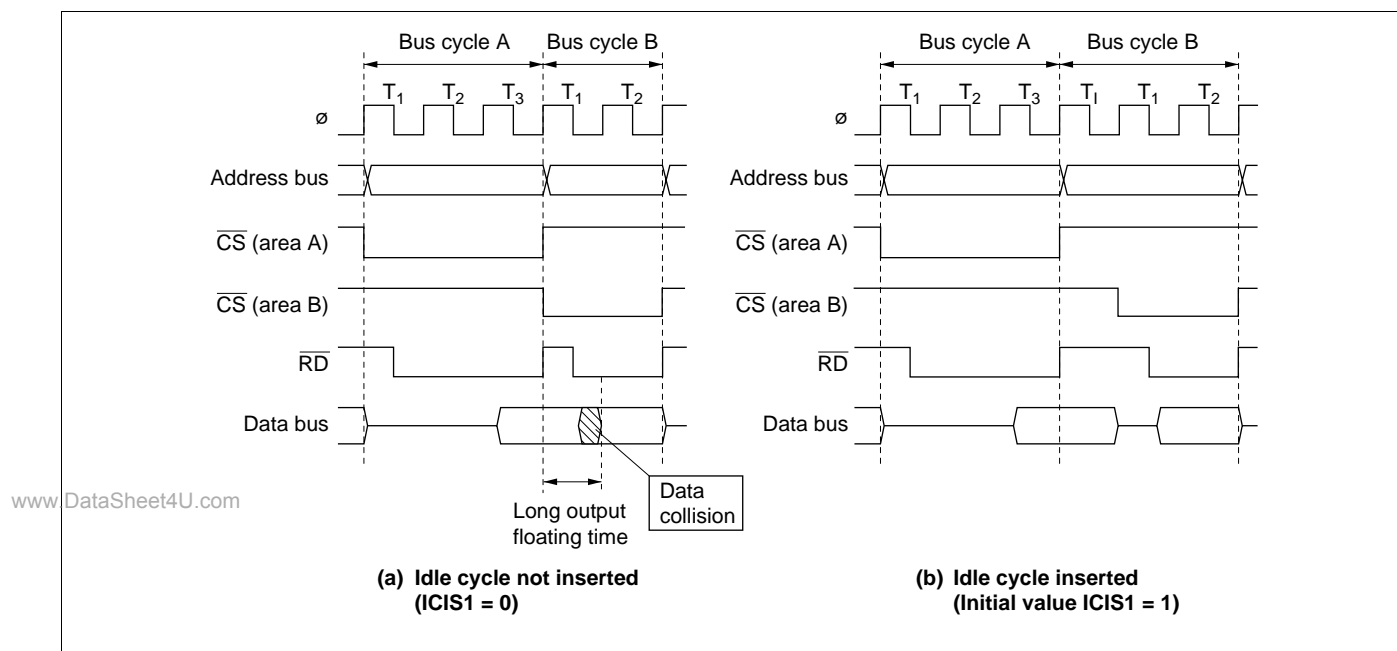 Bus cycle A Bus cycle B
T1 T2 T3 T1 T2
ø
Address bus
CS (area A)
CS (area B)
RD
Data bus
Long output
floating time
Data
collision
(a) Idle cycle not inserted
(ICIS1 = 0)
Bus cycle A Bus cycle B
T1 T2 T3 TI T1 T2
ø
Address bus
CS (area A)
CS (area B)
RD
Data bus
(b) Idle cycle inserted
(Initial value ICIS1 = 1)
www.DataSheet4U.com